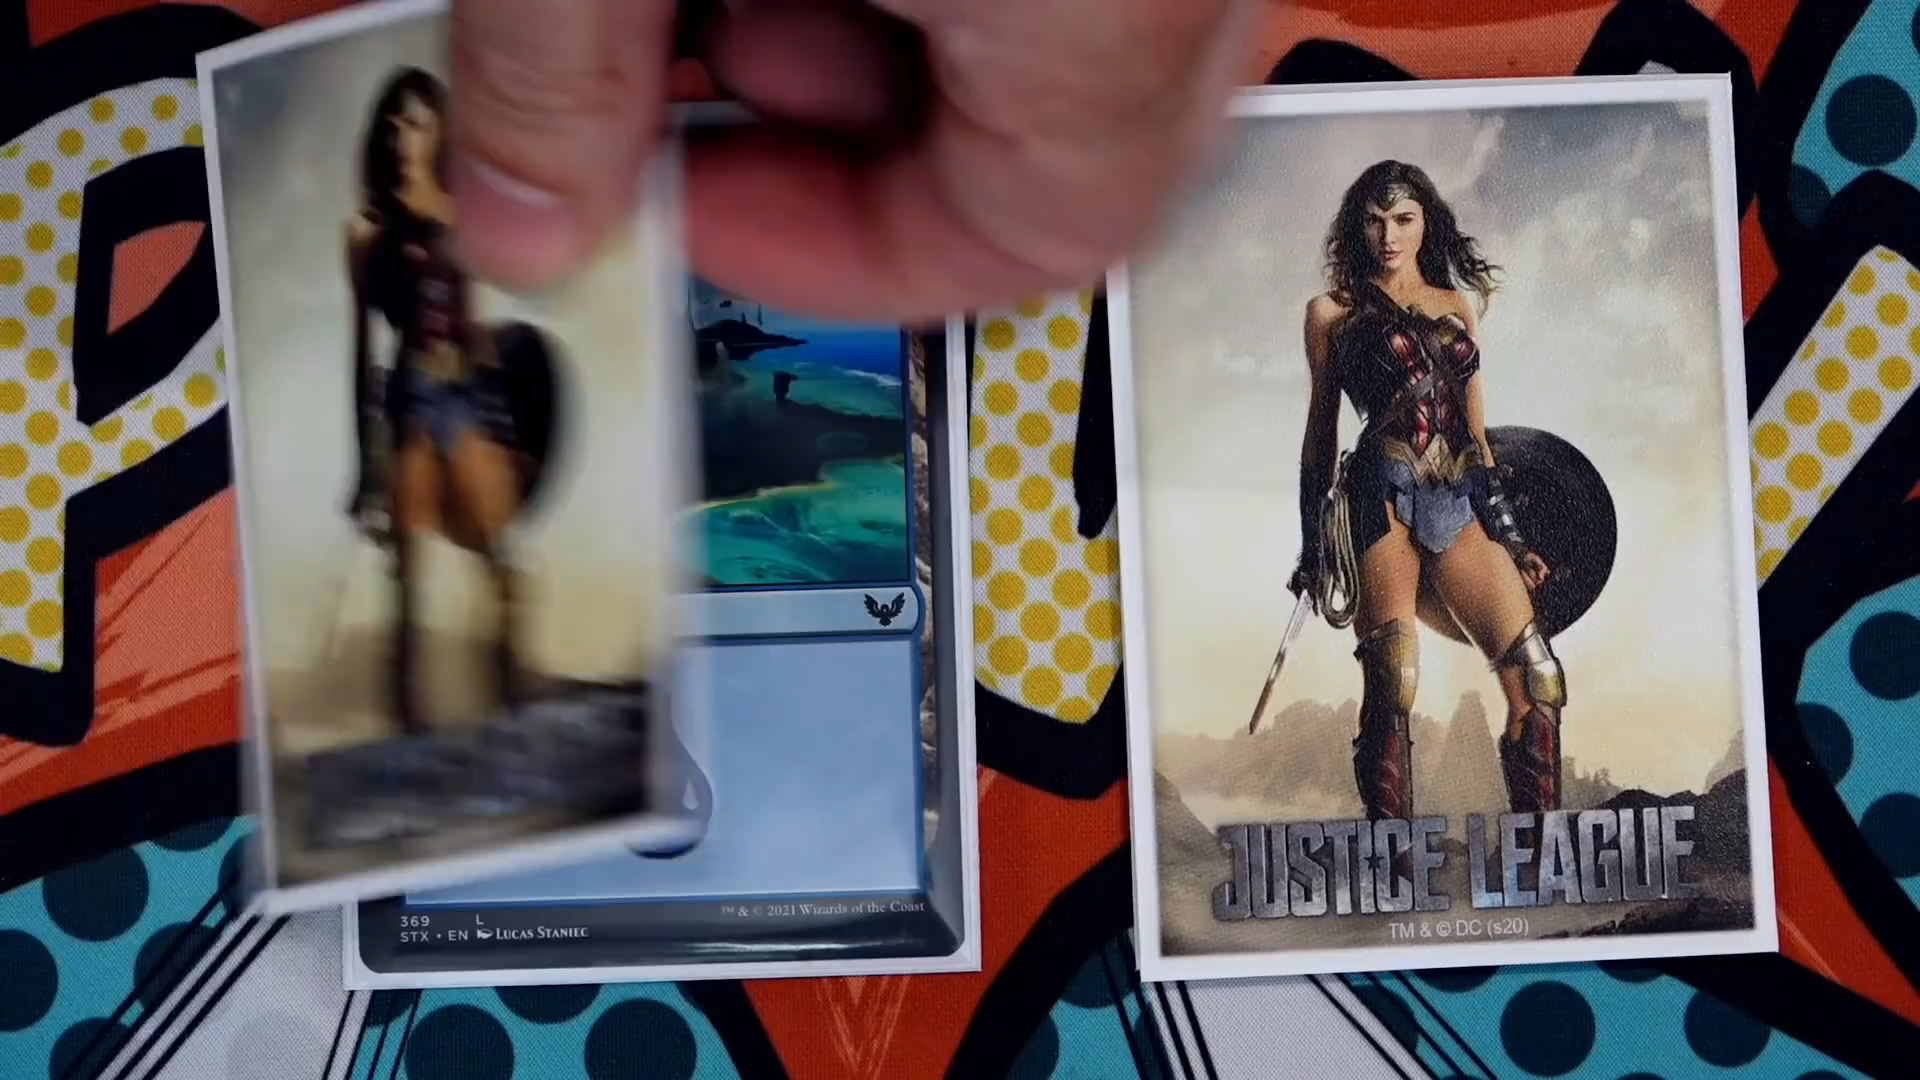 ™ & © 2021 Wizards of the Coast
369 L
STX • EN LUCAS STANIEC
JUSTICE LEAGUE
TM & © DC (s20)